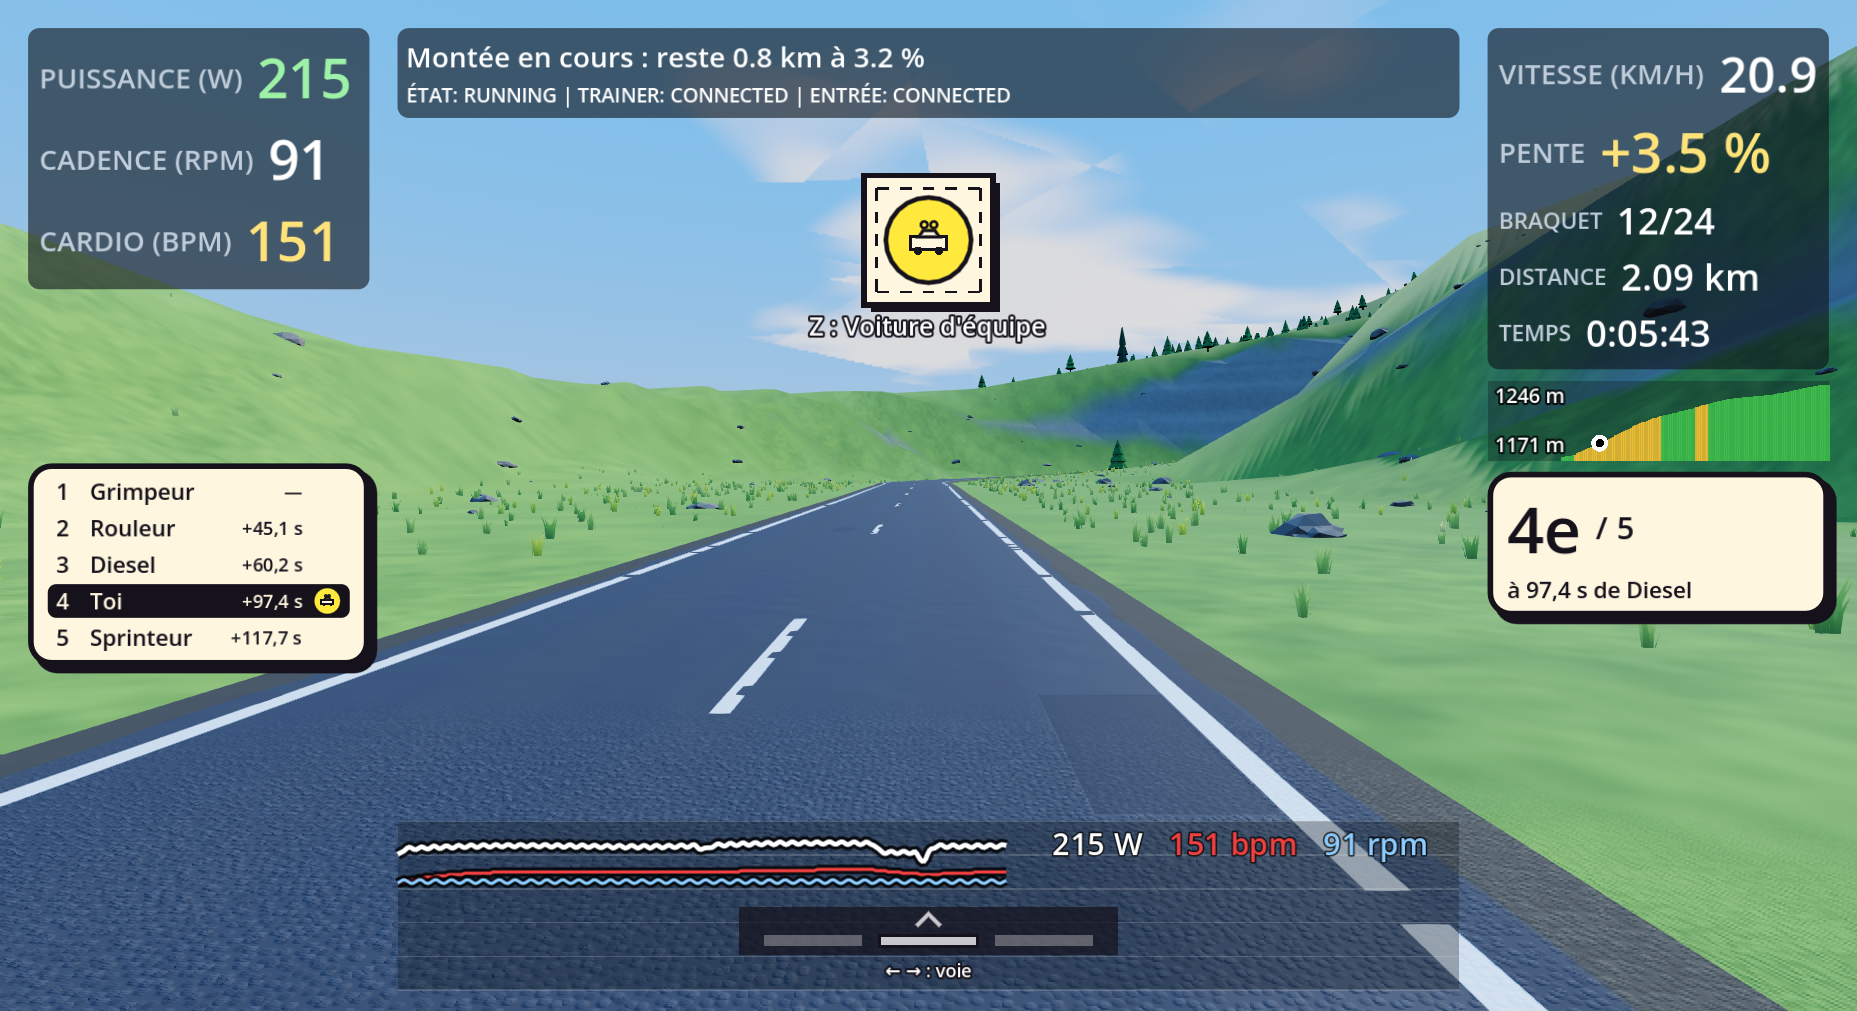 PUISSANCE (W) 215
CADENCE (RPM) 91
CARDIO (BPM) 151
Montée en cours : reste 0.8 km à 3.2 %
ÉTAT: RUNNING | TRAINER: CONNECTED | ENTRÉE: CONNECTED
VITESSE (KM/H) 20.9
PENTE +3.5 %
BRAQUET 12/24
DISTANCE 2.09 km
TEMPS 0:05:43
Z : Voiture d'équipe
1246 m
1171 m
1 Grimpeur —
2 Rouleur +45,1 s
3 Diesel +60,2 s
4 Toi +97,4 s
5 Sprinteur +117,7 s
4e / 5
à 97,4 s de Diesel
215 W 151 bpm 91 rpm
← → : voie